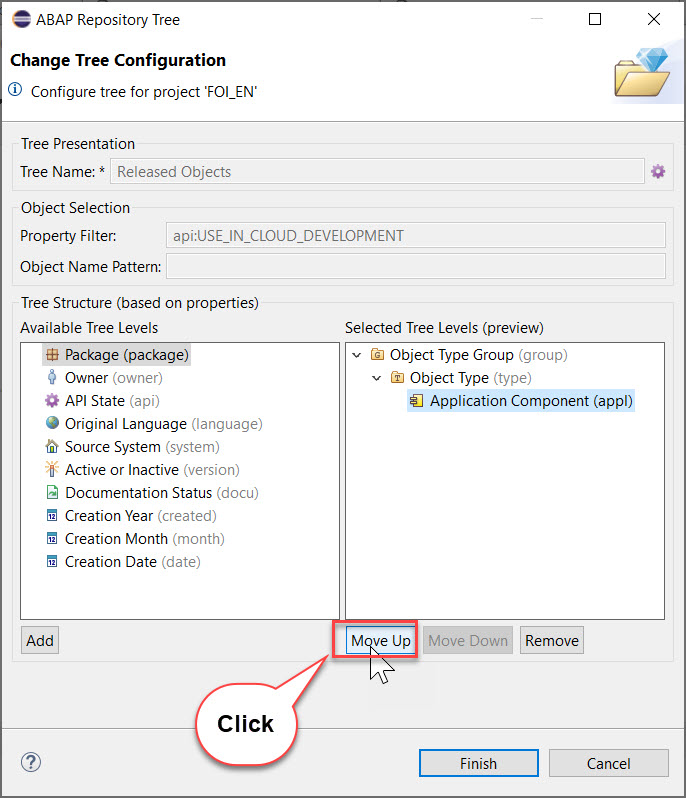 ABAP Repository Tree
Change Tree Configuration
Configure tree for project 'FOI_EN'
Tree Presentation
Tree Name: * Released Objects
Object Selection
Property Filter: api:USE_IN_CLOUD_DEVELOPMENT
Object Name Pattern:
Tree Structure (based on properties)
Available Tree Levels
Package (package)
Owner (owner)
API State (api)
Original Language (language)
Source System (system)
Active or Inactive (version)
Documentation Status (docu)
Creation Year (created)
Creation Month (month)
Creation Date (date)
Add
Selected Tree Levels (preview)
Object Type Group (group)
Object Type (type)
Application Component (appl)
Move Up Move Down Remove
Click
Finish Cancel